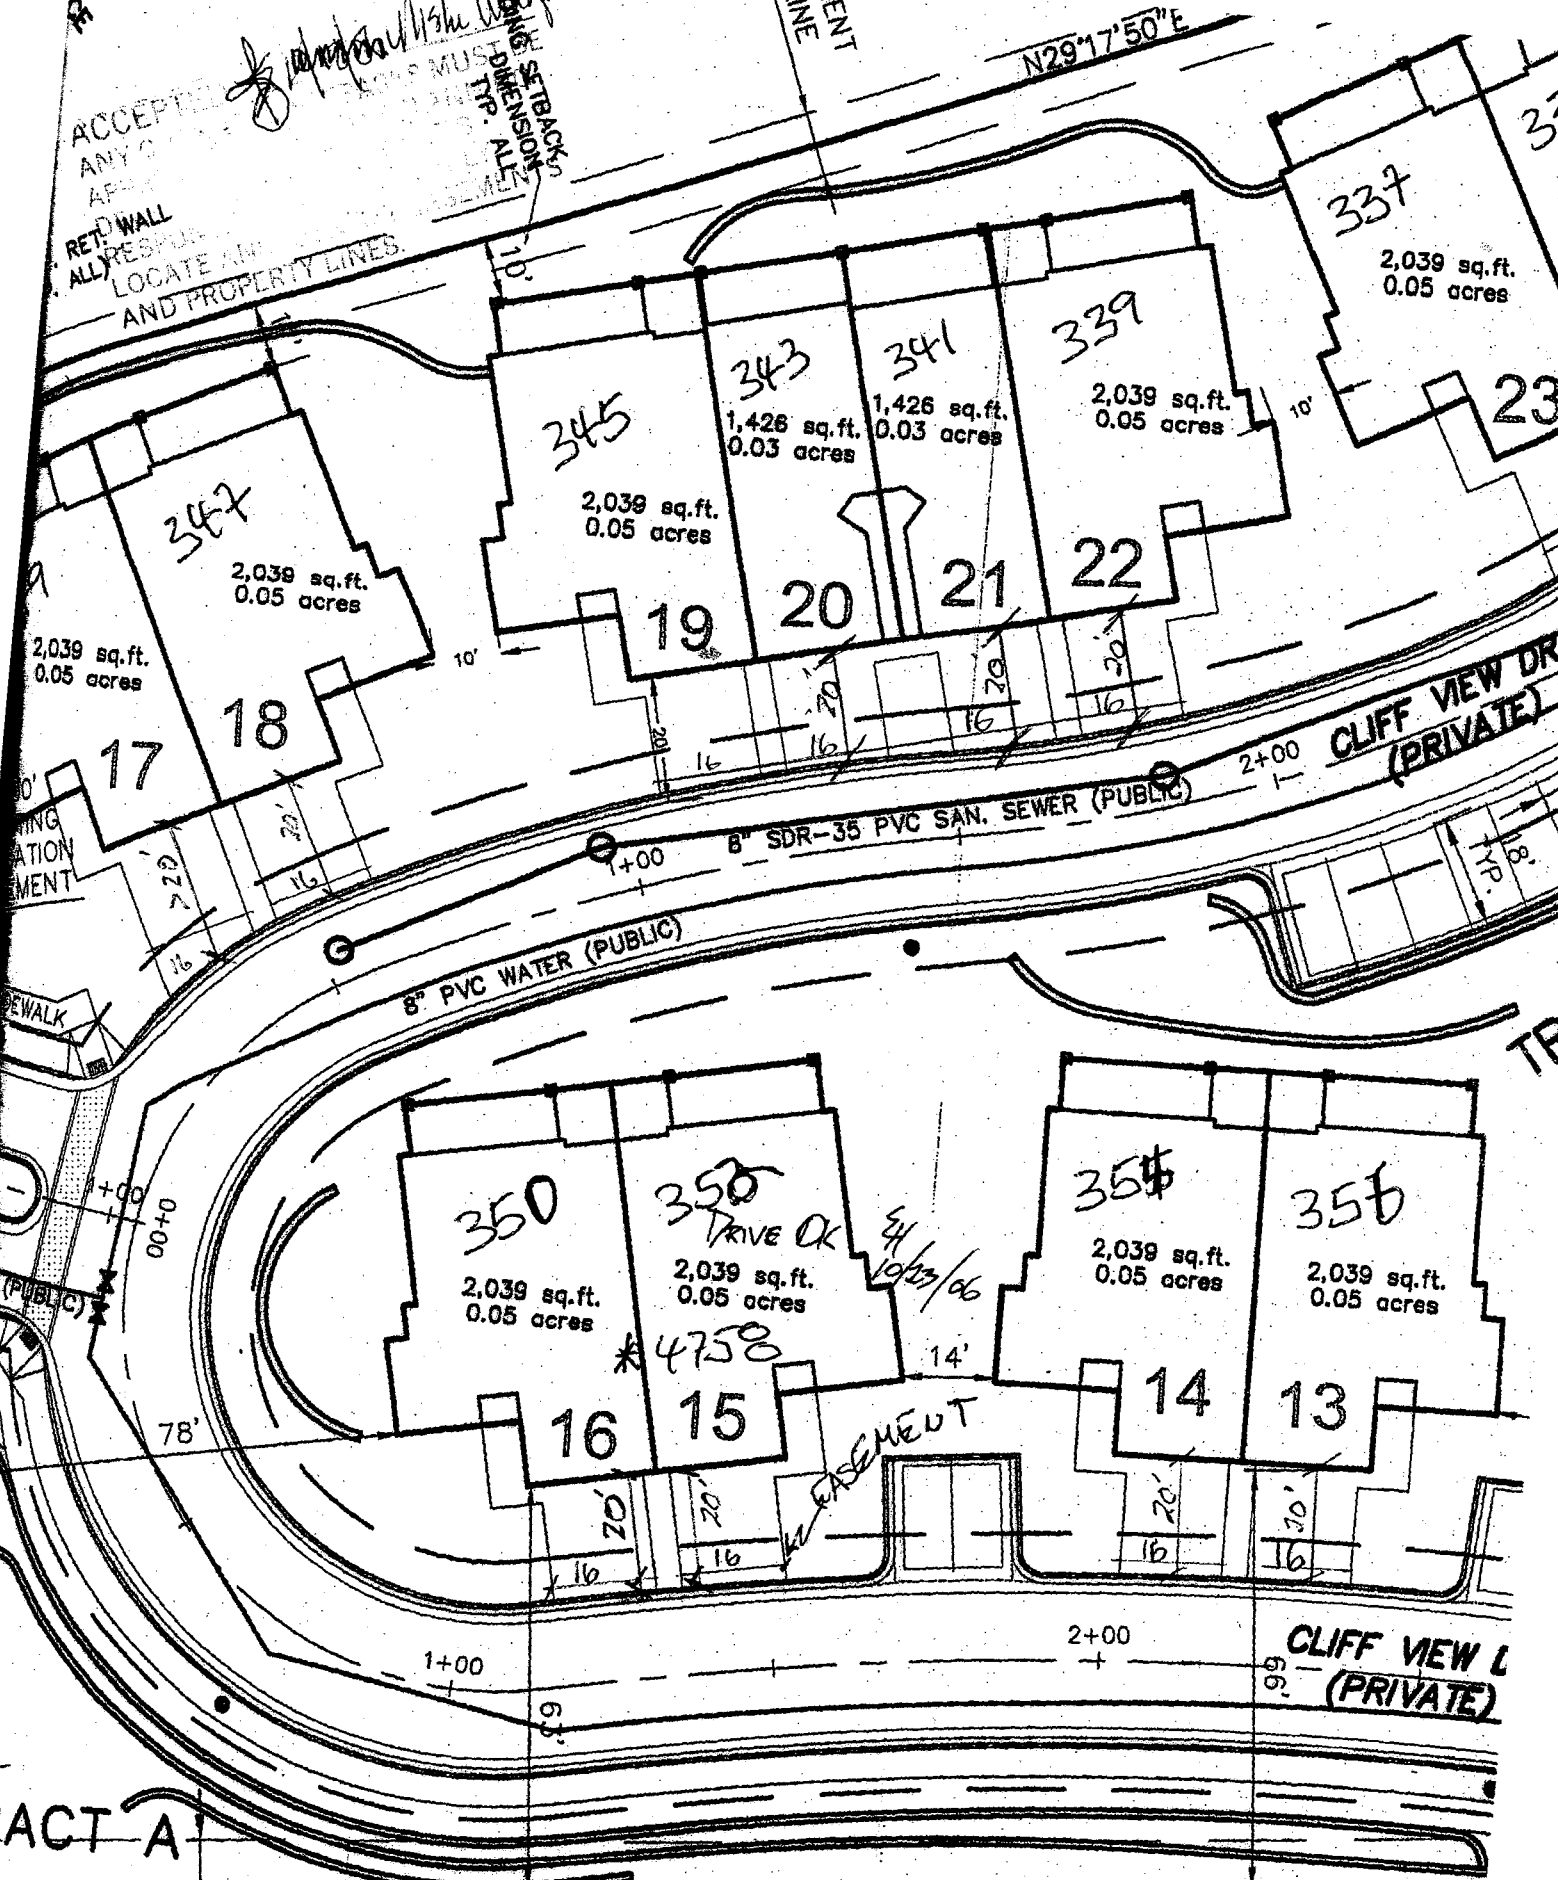 ACCEPTED
MUST BE
ANY
SETBACKS
DIMENSION
TYP. ALL
RET. WALL
ALL)
LOCATE
AND PROPERTY LINES.
N29°17'50"E
10'
337
2,039 sq.ft.
0.05 acres
23
10'
339
2,039 sq.ft.
0.05 acres
22
341
1,426 sq.ft.
0.03 acres
21
343
1,426 sq.ft.
0.03 acres
20
345
2,039 sq.ft.
0.05 acres
19
347
2,039 sq.ft.
0.05 acres
18
2,039 sq.ft.
0.05 acres
17
10'
20'
20'
20'
20'
16
16
16
16
20'
20'
16
16
CLIFF VIEW DR
(PRIVATE)
2+00
8" SDR-35 PVC SAN. SEWER (PUBLIC)
1+00
8" PVC WATER (PUBLIC)
TYP.
18'
1+00
0+00
(PUBLIC)
350
2,039 sq.ft.
0.05 acres
16
DRIVE OK
10/23/06
2,039 sq.ft.
0.05 acres
* 4758
15
14'
2,039 sq.ft.
0.05 acres
14
2,039 sq.ft.
0.05 acres
13
78'
EASEMENT
20'
20'
20'
20'
16
16
16
16
1+00
2+00
63'
66'
CLIFF VIEW
(PRIVATE)
ACT A